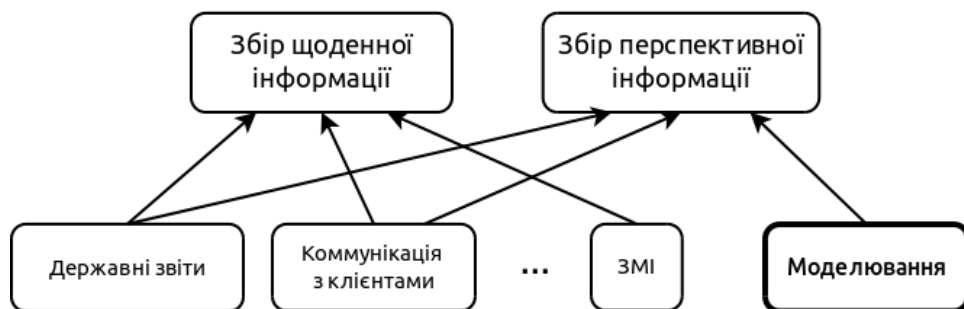 Збір щоденної
інформації
Збір перспективної
інформації
Державні звіти
Коммунікація
з клієнтами
...
ЗМІ
Моделювання